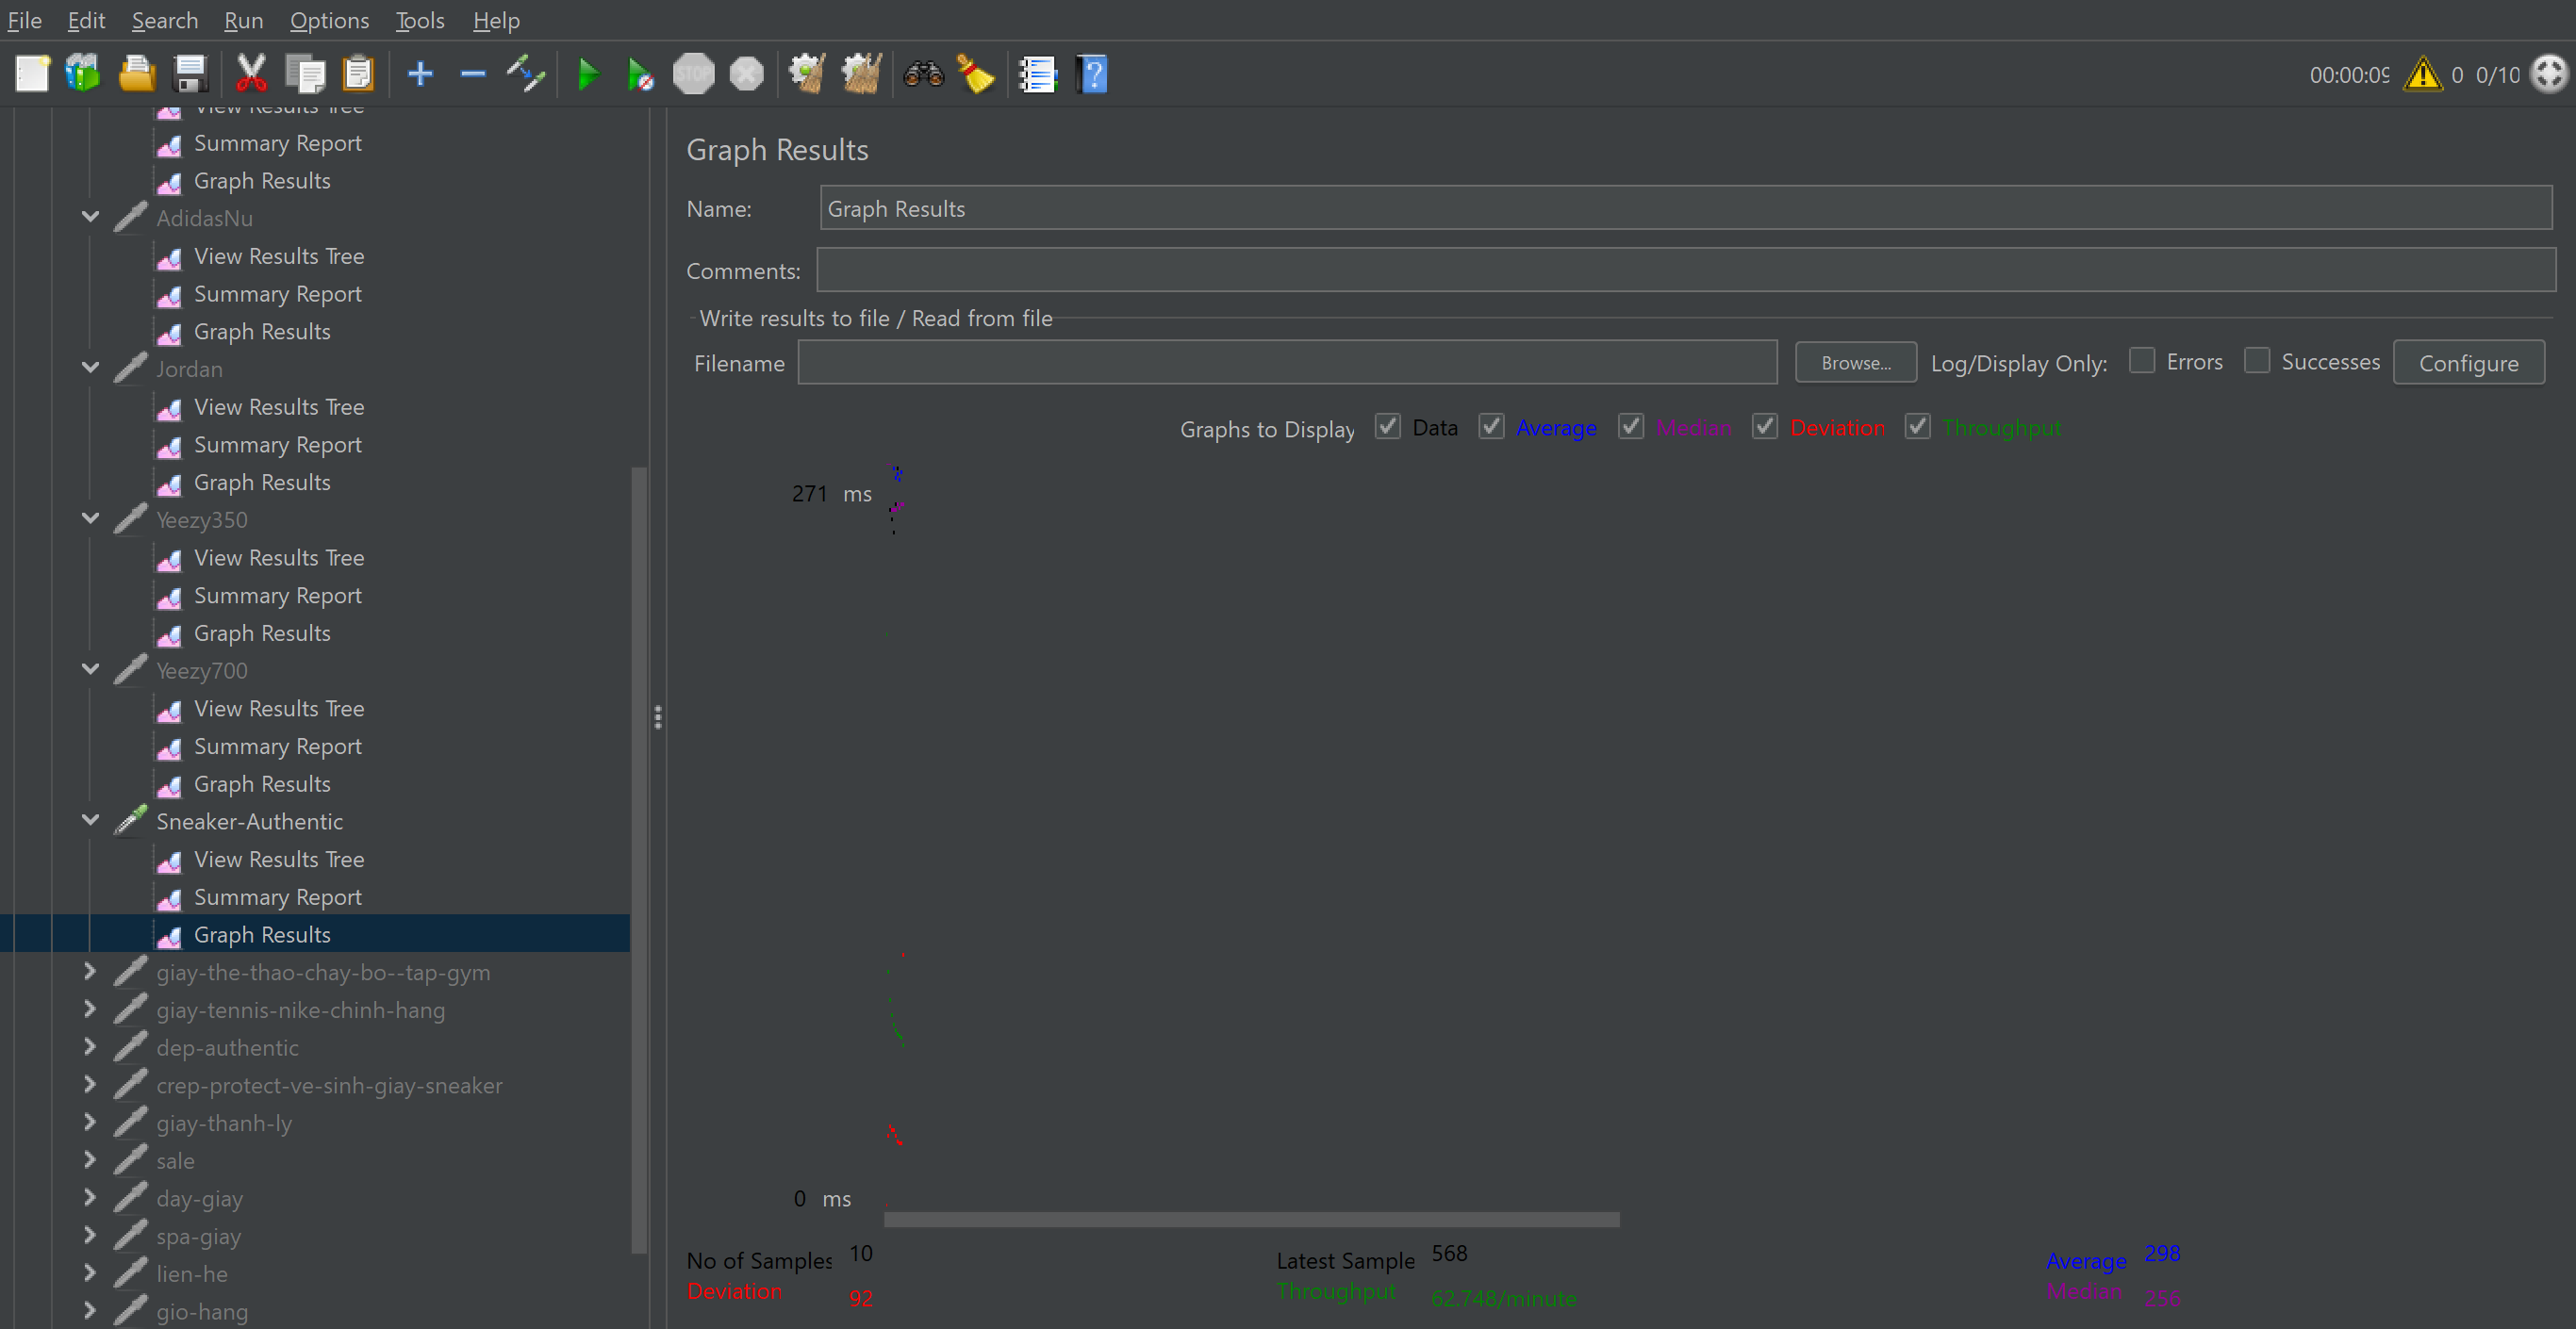 File Edit Search Run Options Tools Help
STOP
00:00:09 0 0/10
View Results Tree
Summary Report
Graph Results
AdidasNu
View Results Tree
Summary Report
Graph Results
Jordan
View Results Tree
Summary Report
Graph Results
Yeezy350
View Results Tree
Summary Report
Graph Results
Yeezy700
View Results Tree
Summary Report
Graph Results
Sneaker-Authentic
View Results Tree
Summary Report
Graph Results
giay-the-thao-chay-bo--tap-gym
giay-tennis-nike-chinh-hang
dep-authentic
crep-protect-ve-sinh-giay-sneaker
giay-thanh-ly
sale
day-giay
spa-giay
lien-he
gio-hang
Graph Results
Name: Graph Results
Comments:
Write results to file / Read from file
Filename Browse... Log/Display Only: Errors Successes Configure
Graphs to Display Data Average Median Deviation Throughput
271 ms
0 ms
No of Samples 10 Latest Sample 568 Average 298
Deviation 92 Throughput 62.748/minute Median 256